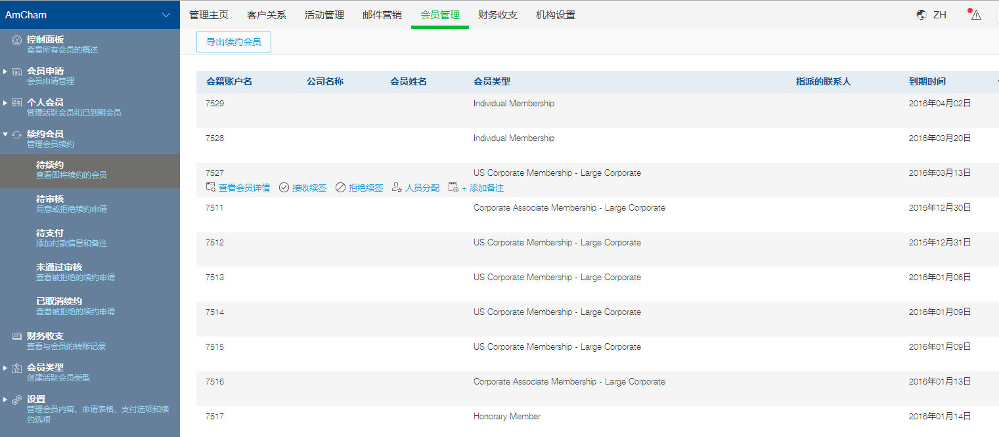 AmCham
管理主页 客户关系 活动管理 邮件营销 会员管理 财务收支 机构设置 ZH
控制面板
查看所有会员的概述
会员申请
会员申请管理
个人会员
管理活跃会员和已到期会员
续约会员
管理会员续约
待续约
查看即将续约的会员
待审核
同意或拒绝续约申请
待支付
添加付款信息和备注
未通过审核
查看被拒绝的续约申请
已取消续约
查看被拒绝的续约申请
财务收支
查看与会员的转账记录
会员类型
创建活跃会员类型
设置
管理会员内容、申请表格、支付选项和续
约选项
导出续约会员
会籍账户名 公司名称 会员姓名 会员类型 指派的联系人 到期时间
7529 Individual Membership 2016年04月02日
7528 Individual Membership 2016年03月20日
7527 US Corporate Membership - Large Corporate 2016年03月13日
查看会员详情 接收续签 拒绝续签 人员分配 + 添加备注
7511 Corporate Associate Membership - Large Corporate 2015年12月30日
7512 US Corporate Membership - Large Corporate 2015年12月31日
7513 US Corporate Membership - Large Corporate 2016年01月06日
7514 US Corporate Membership - Large Corporate 2016年01月09日
7515 US Corporate Membership - Large Corporate 2016年01月09日
7516 Corporate Associate Membership - Large Corporate 2016年01月13日
7517 Honorary Member 2016年01月14日